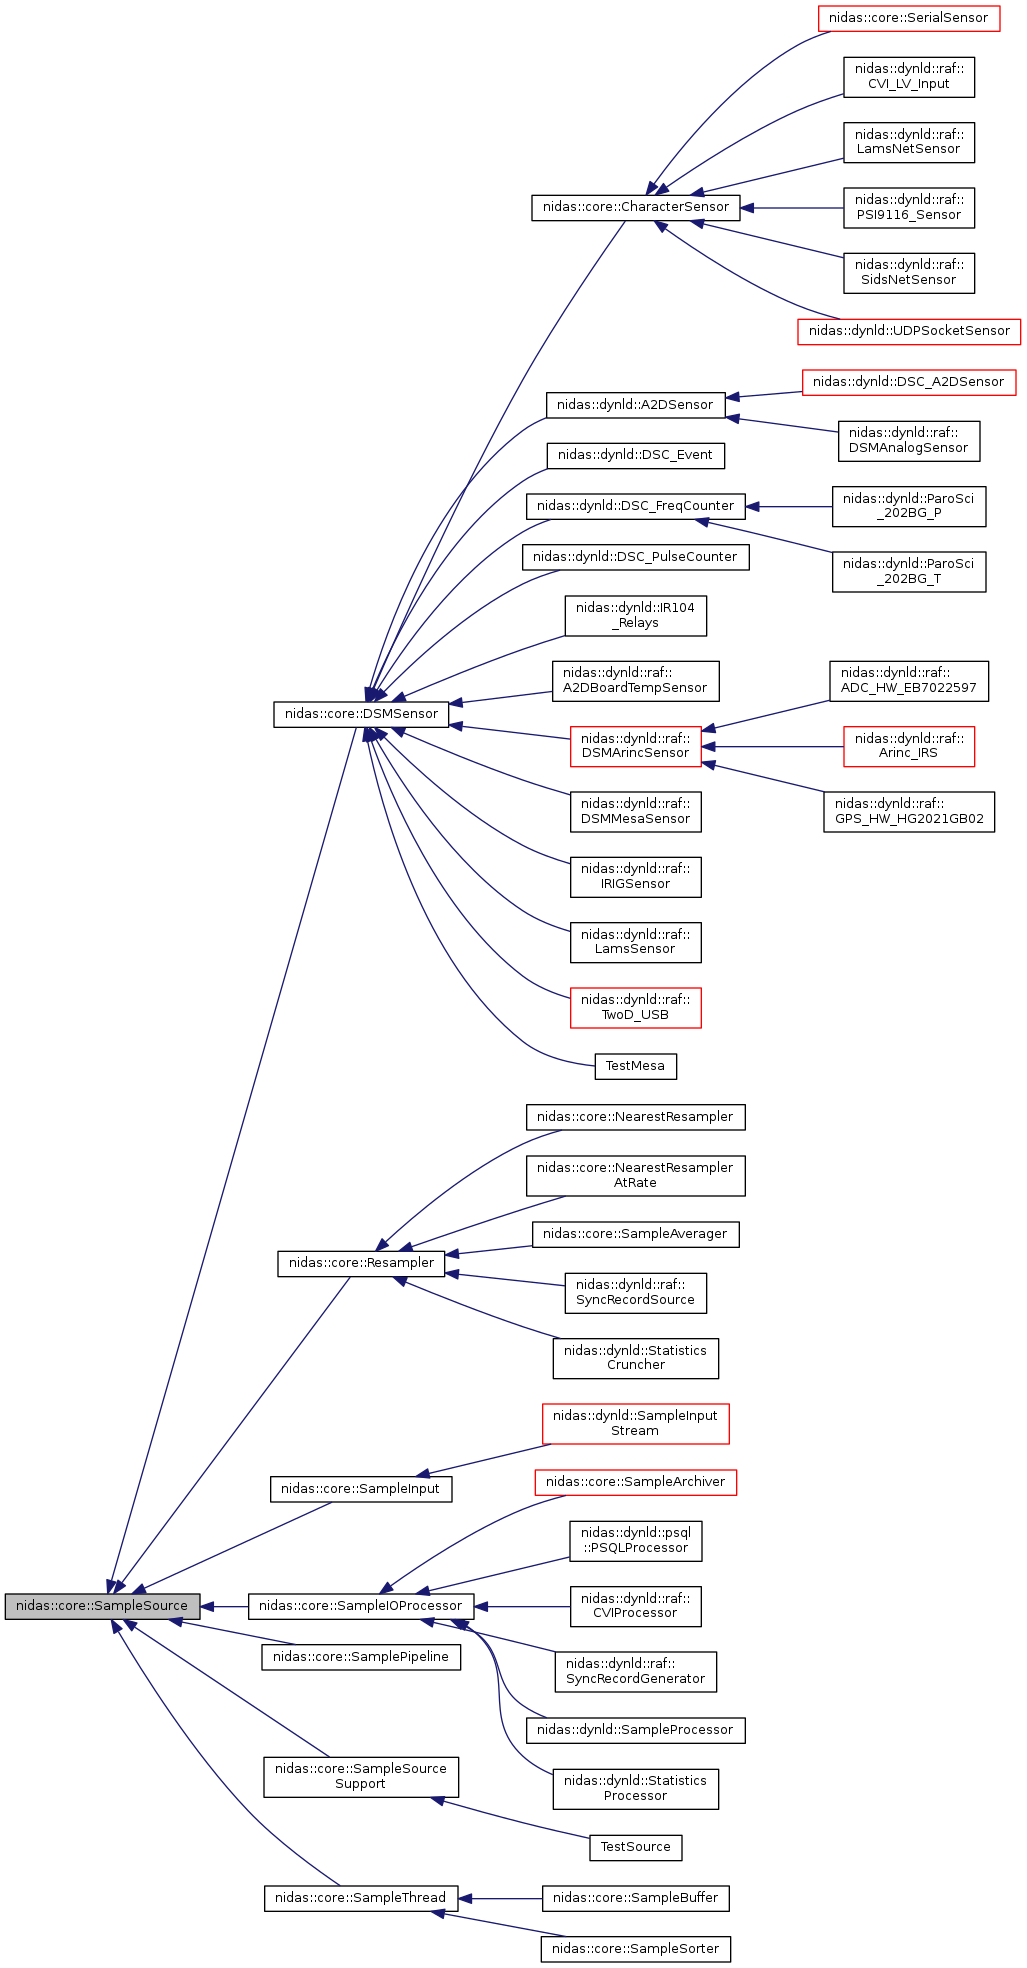 nidas::core::SerialSensor
nidas::dynld::raf::
CVI_LV_Input
nidas::dynld::raf::
LamsNetSensor
nidas::core::CharacterSensor
nidas::dynld::raf::
PSI9116_Sensor
nidas::dynld::raf::
SidsNetSensor
nidas::dynld::UDPSocketSensor
nidas::dynld::DSC_A2DSensor
nidas::dynld::A2DSensor
nidas::dynld::raf::
DSMAnalogSensor
nidas::dynld::DSC_Event
nidas::dynld::DSC_FreqCounter
nidas::dynld::ParoSci
_202BG_P
nidas::dynld::DSC_PulseCounter
nidas::dynld::ParoSci
_202BG_T
nidas::dynld::IR104
_Relays
nidas::dynld::raf::
A2DBoardTempSensor
nidas::dynld::raf::
ADC_HW_EB7022597
nidas::core::DSMSensor
nidas::dynld::raf::
DSMArincSensor
nidas::dynld::raf::
Arinc_IRS
nidas::dynld::raf::
DSMMesaSensor
nidas::dynld::raf::
GPS_HW_HG2021GB02
nidas::dynld::raf::
IRIGSensor
nidas::dynld::raf::
LamsSensor
nidas::dynld::raf::
TwoD_USB
TestMesa
nidas::core::NearestResampler
nidas::core::NearestResampler
AtRate
nidas::core::SampleAverager
nidas::core::Resampler
nidas::dynld::raf::
SyncRecordSource
nidas::dynld::Statistics
Cruncher
nidas::dynld::SampleInput
Stream
nidas::core::SampleInput
nidas::core::SampleArchiver
nidas::dynld::psql
::PSQLProcessor
nidas::core::SampleSource
nidas::core::SampleIOProcessor
nidas::dynld::raf::
CVIProcessor
nidas::core::SamplePipeline
nidas::dynld::raf::
SyncRecordGenerator
nidas::dynld::SampleProcessor
nidas::core::SampleSource
Support
nidas::dynld::Statistics
Processor
TestSource
nidas::core::SampleThread
nidas::core::SampleBuffer
nidas::core::SampleSorter